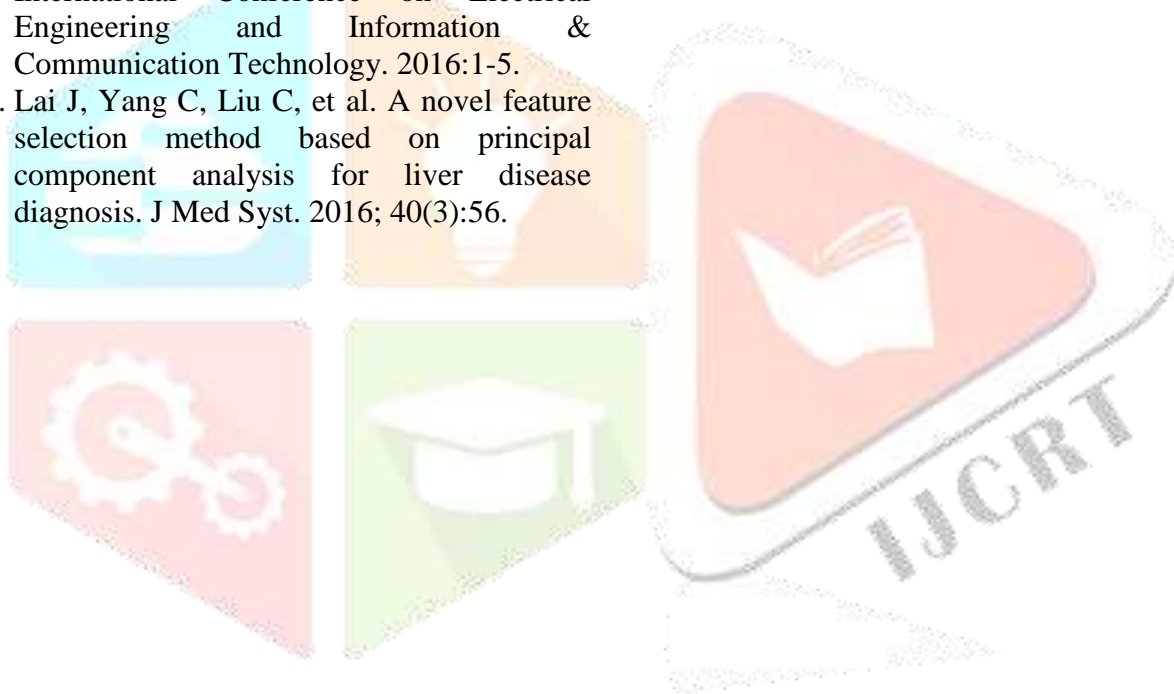 International Conference on Electrical
Engineering and Information &
Communication Technology. 2016:1-5.
. Lai J, Yang C, Liu C, et al. A novel feature
selection method based on principal
component analysis for liver disease
diagnosis. J Med Syst. 2016; 40(3):56.
IJCRT